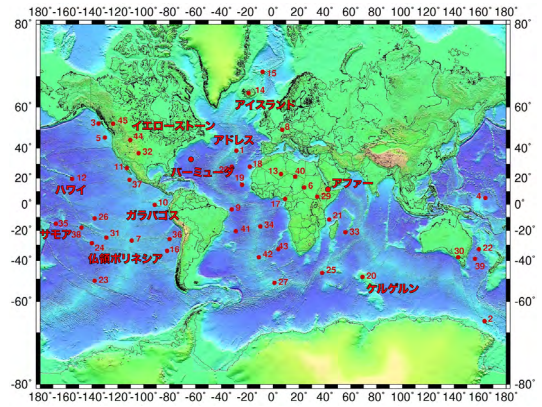 -180° -140° -100° -60° -20° 0° 20° 40° 60° 80° 100° 120° 140° 160° 180°
80° 80°
15
14
アイスランド
60° 60°
3 45 イエローストーン
5 44 アドレス 8
40° 32 1 40°
バーミューダ 18
11 13 40 アファー
20° 12 37 19 6 20°
ハワイ 17 29
0° ガラパゴス 10 9 4 0°
35 26 34 21
サモア 38 31 7 36 41 33
-20° 24 16 43 22 -20°
仏領ポリネシア 42 30
-40° 39 -40°
23 27 25 20
ケルゲルン
-60° -60°
2
-80° -80°
-180° -160° -140° -120° -100° -80° -60° -40° -20° 0° 20° 40° 60° 80° 100° 120° 140° 160° 180°